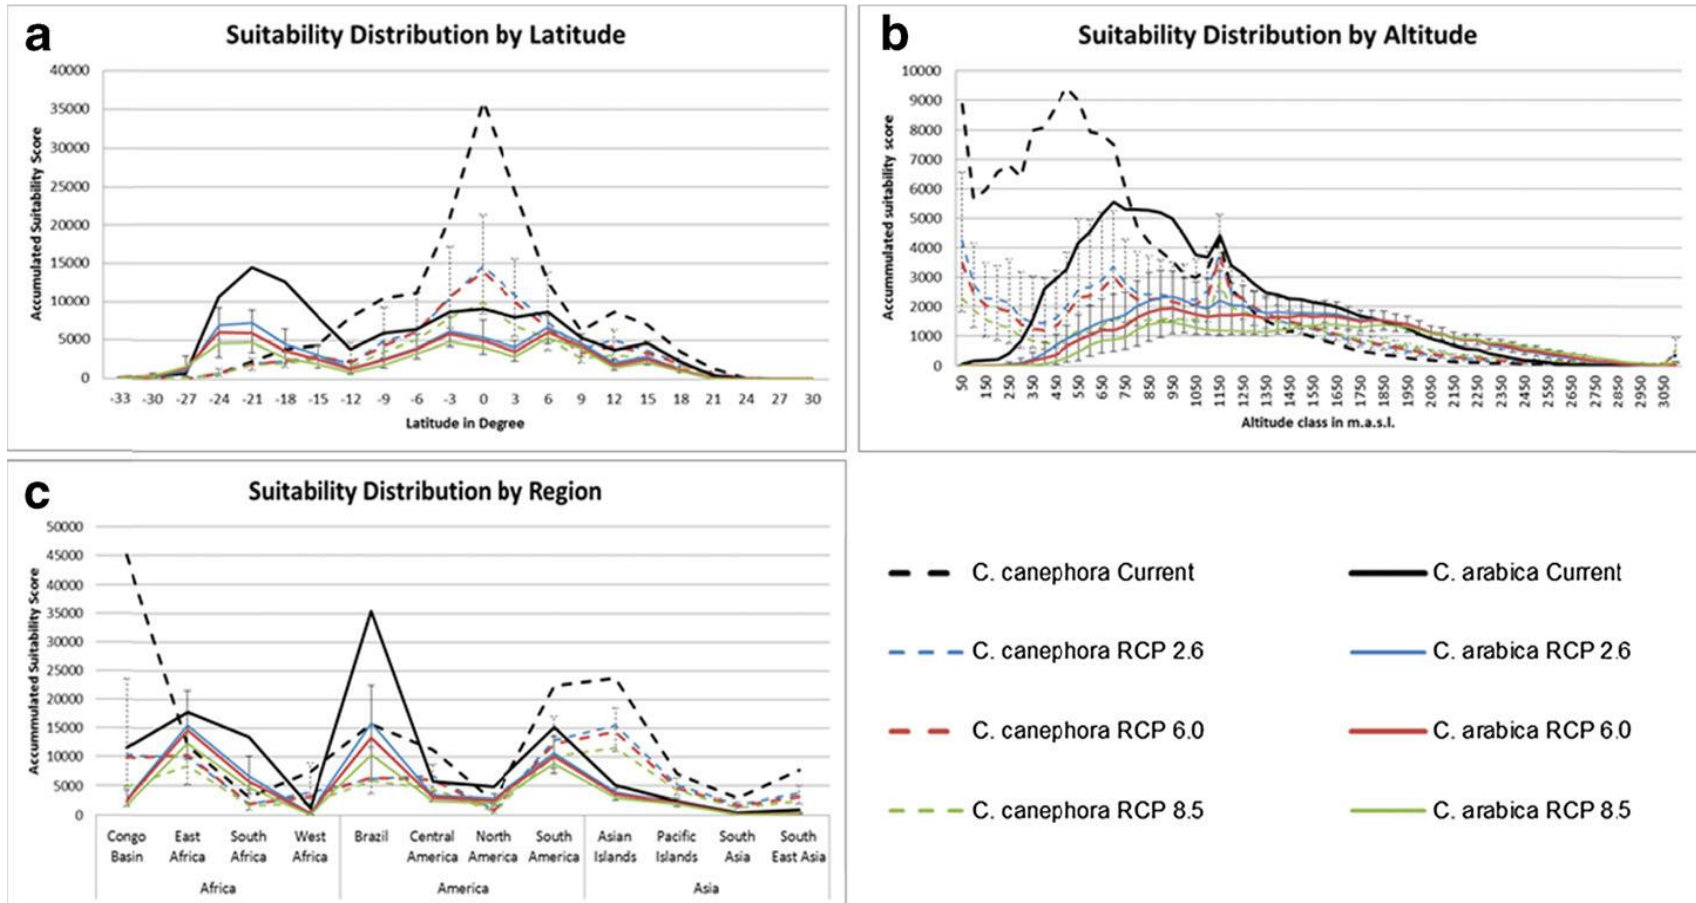 a
Suitability Distribution by Latitude
Accumulated Suitability Score
40000
35000
30000
25000
20000
15000
10000
5000
0
-33 -30 -27 -24 -21 -18 -15 -12 -9 -6 -3 0 3 6 9 12 15 18 21 24 27 30
Latitude in Degree
b
Suitability Distribution by Altitude
Accummulated suitability score
10000
9000
8000
7000
6000
5000
4000
3000
2000
1000
0
50 150 250 350 450 550 650 750 850 950 1050 1150 1250 1350 1450 1550 1650 1750 1850 1950 2050 2150 2250 2350 2450 2550 2650 2750 2850 2950 3050
Altitude class in m.a.s.l.
c
Suitability Distribution by Region
Accummulated Suitability Score
50000
45000
40000
35000
30000
25000
20000
15000
10000
5000
0
Congo East South West Brazil Central North South Asian Pacific South South
Basin Africa Africa Africa America America America Islands Islands Asia East Asia
Africa America Asia
C. canephora Current C. arabica Current
C. canephora RCP 2.6 C. arabica RCP 2.6
C. canephora RCP 6.0 C. arabica RCP 6.0
C. canephora RCP 8.5 C. arabica RCP 8.5